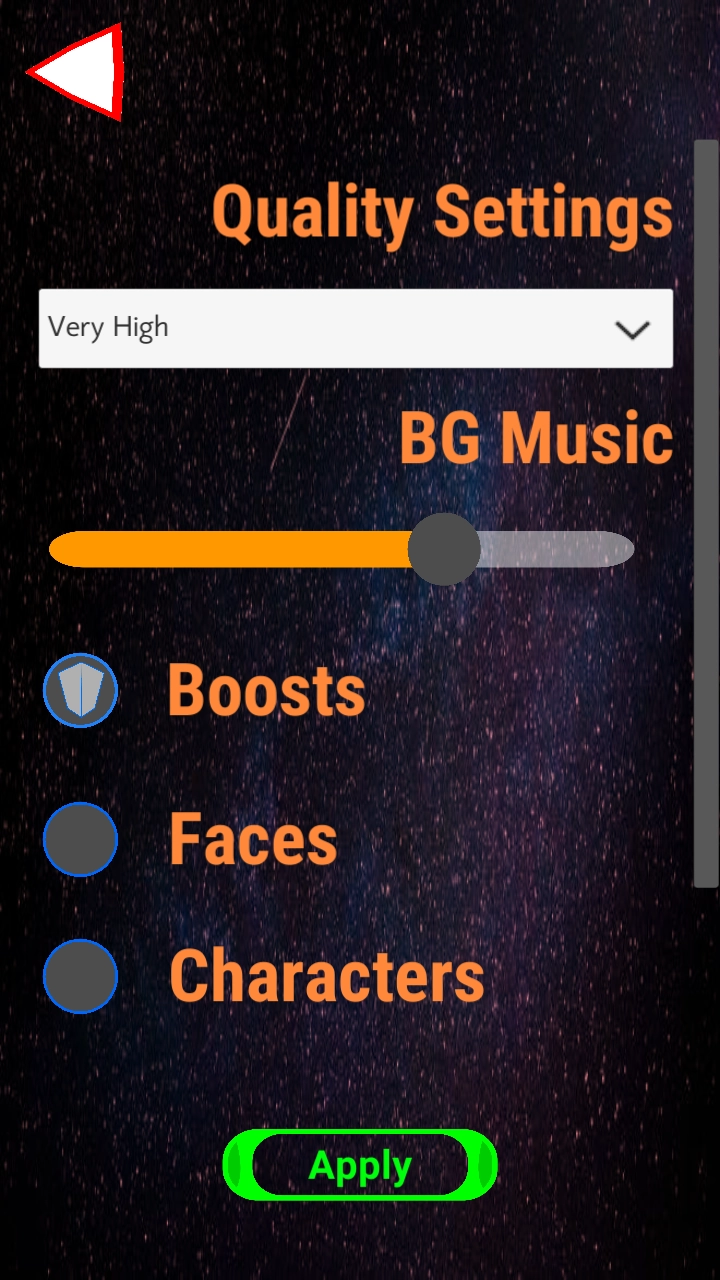 Quality Settings
Very High
BG Music
Boosts
Faces
Characters
Apply